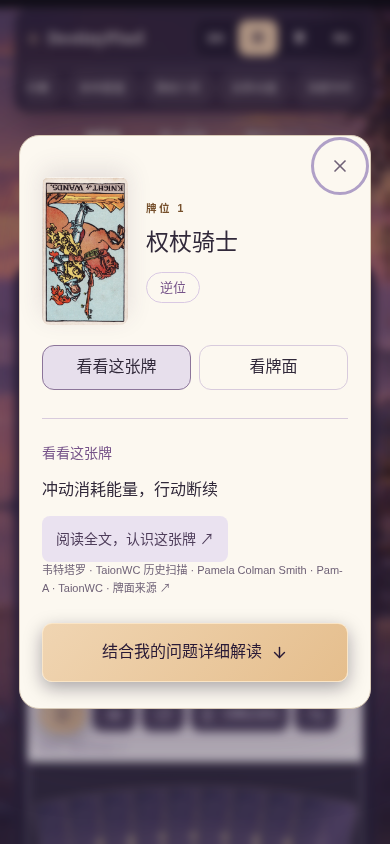 KNIGHT of WANDS.
牌位 1
权杖骑士
逆位
看看这张牌
看牌面
看看这张牌
冲动消耗能量，行动断续
阅读全文，认识这张牌 ↗
韦特塔罗 · TaionWC 历史扫描 · Pamela Colman Smith · Pam-
A · TaionWC · 牌面来源 ↗
结合我的问题详细解读 ↓